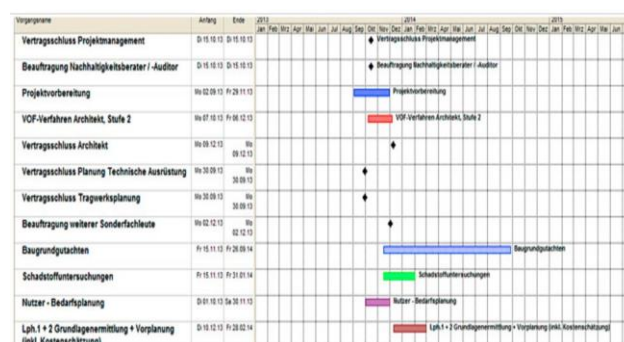 Vorgangsname Anfang Ende 2013 2014 2015
Jan Feb Mrz Apr Mai Jun Jul Aug Sep Okt Nov Dez Jan Feb Mrz Apr Mai Jun Jul Aug Sep Okt Nov Dez Jan Feb Mrz Apr Mai Jun Jul
Vertragsschluss Projektmanagement Di 15.10.13 Di 15.10.13 Vertragsschluss Projektmanagement
Beauftragung Nachhaltigkeitsberater / -Auditor Di 15.10.13 Di 15.10.13 Beauftragung Nachhaltigkeitsberater / -Auditor
Projektvorbereitung Mo 02.09.13 Fr 29.11.13 Projektvorbereitung
VOF-Verfahren Architekt, Stufe 2 Mo 07.10.13 Fr 06.12.13 VOF-Verfahren Architekt, Stufe 2
Vertragsschluss Architekt Mo 09.12.13 Mo
09.12.13
Vertragsschluss Planung Technische Ausrüstung Mo 30.09.13 Mo
30.09.13
Vertragsschluss Tragwerksplanung Mo 30.09.13 Mo
30.09.13
Beauftragung weiterer Sonderfachleute Mo 02.12.13 Mo
02.12.13
Baugrundgutachten Fr 15.11.13 Fr 26.09.14 Baugrundgutachten
Schadstoffuntersuchungen Fr 15.11.13 Fr 31.01.14 Schadstoffuntersuchungen
Nutzer - Bedarfsplanung Di 01.10.13 Sa 30.11.13 Nutzer - Bedarfsplanung
Lph.1 + 2 Grundlagenermittlung + Vorplanung Di 10.12.13 Fr 28.02.14 Lph.1 + 2 Grundlagenermittlung + Vorplanung (inkl. Kostenschätzung)
(inkl. Kostenschätzung)